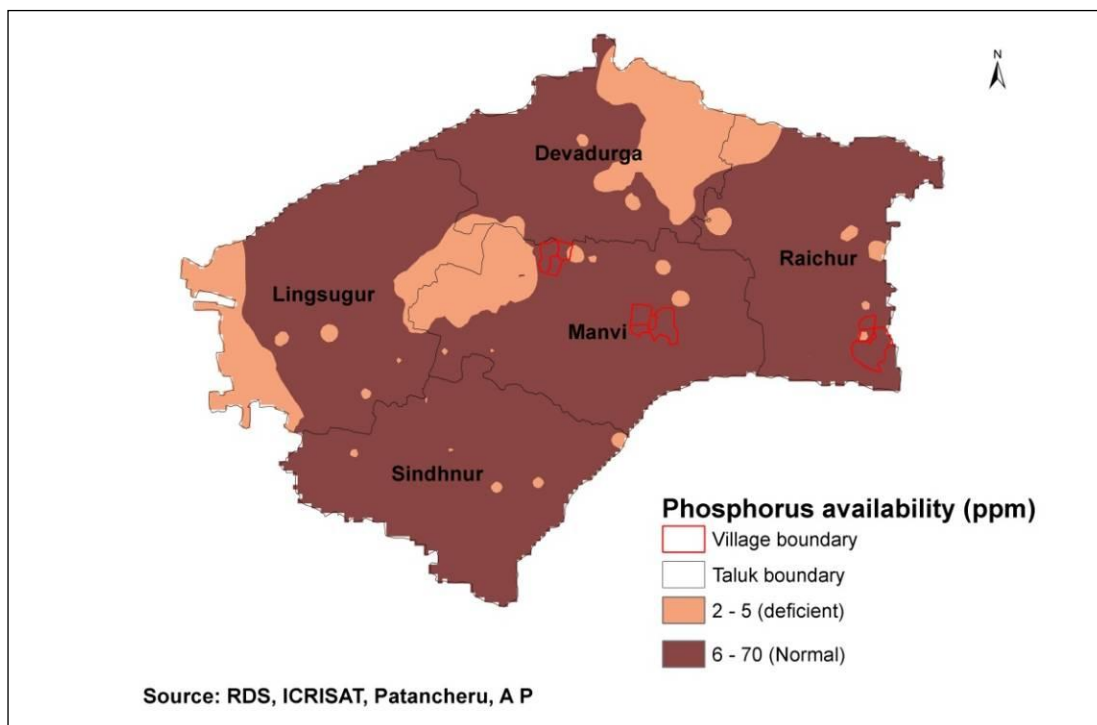 N
Devadurga
Raichur
Lingsugur
Manvi
Sindhnur
Phosphorus availability (ppm)
Village boundary
Taluk boundary
2 - 5 (deficient)
6 - 70 (Normal)
Source: RDS, ICRISAT, Patancheru, A P